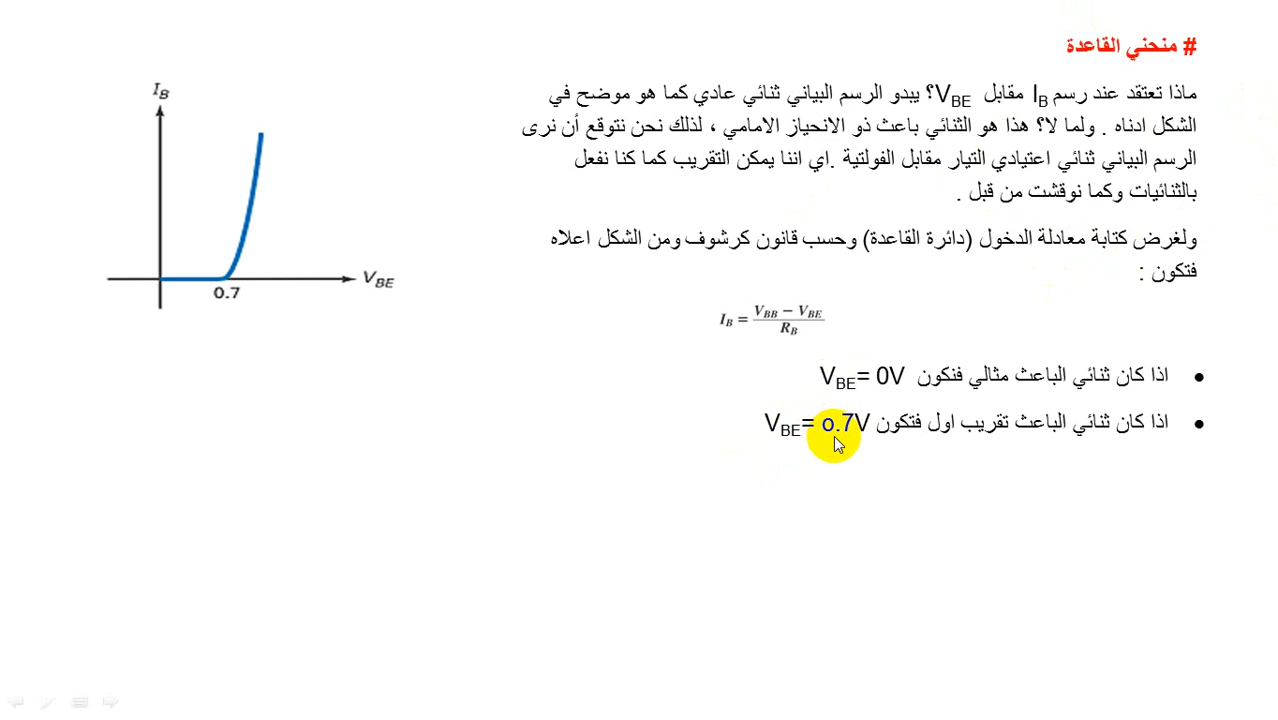 # منحني القاعدة
ماذا تعتقد عند رسم IB مقابل VBE؟ يبدو الرسم البياني ثنائي عادي كما هو موضح في
الشكل ادناه . ولما لا؟ هذا هو الثنائي باعث ذو الانحياز الامامي ، لذلك نحن نتوقع أن نرى
الرسم البياني ثنائي اعتيادي التيار مقابل الفولتية .اي اننا يمكن التقريب كما كنا نفعل
بالثنائيات وكما نوقشت من قبل .
ولغرض كتابة معادلة الدخول (دائرة القاعدة) وحسب قانون كرشوف ومن الشكل اعلاه
فتكون :
IB = (VBB − VBE) / RB
• اذا كان ثنائي الباعث مثالي فنكون VBE= 0V
• اذا كان ثنائي الباعث تقريب اول فتكون VBE= o.7V
IB
VBE
0.7